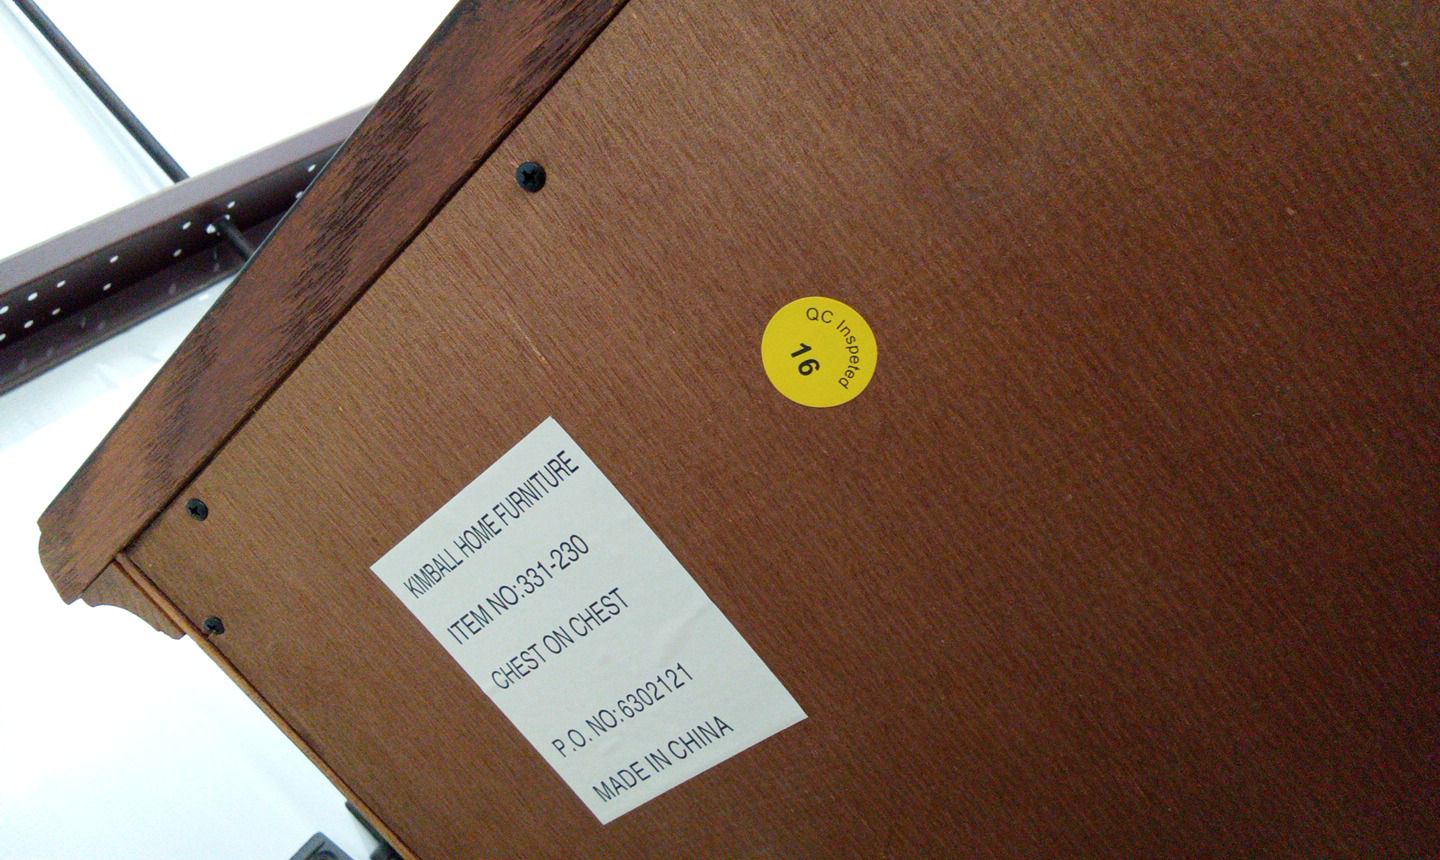 QC Inspeted
16
KIMBALL HOME FURNITURE
ITEM NO:331-230
CHEST ON CHEST
P.O. NO:6302121
MADE IN CHINA